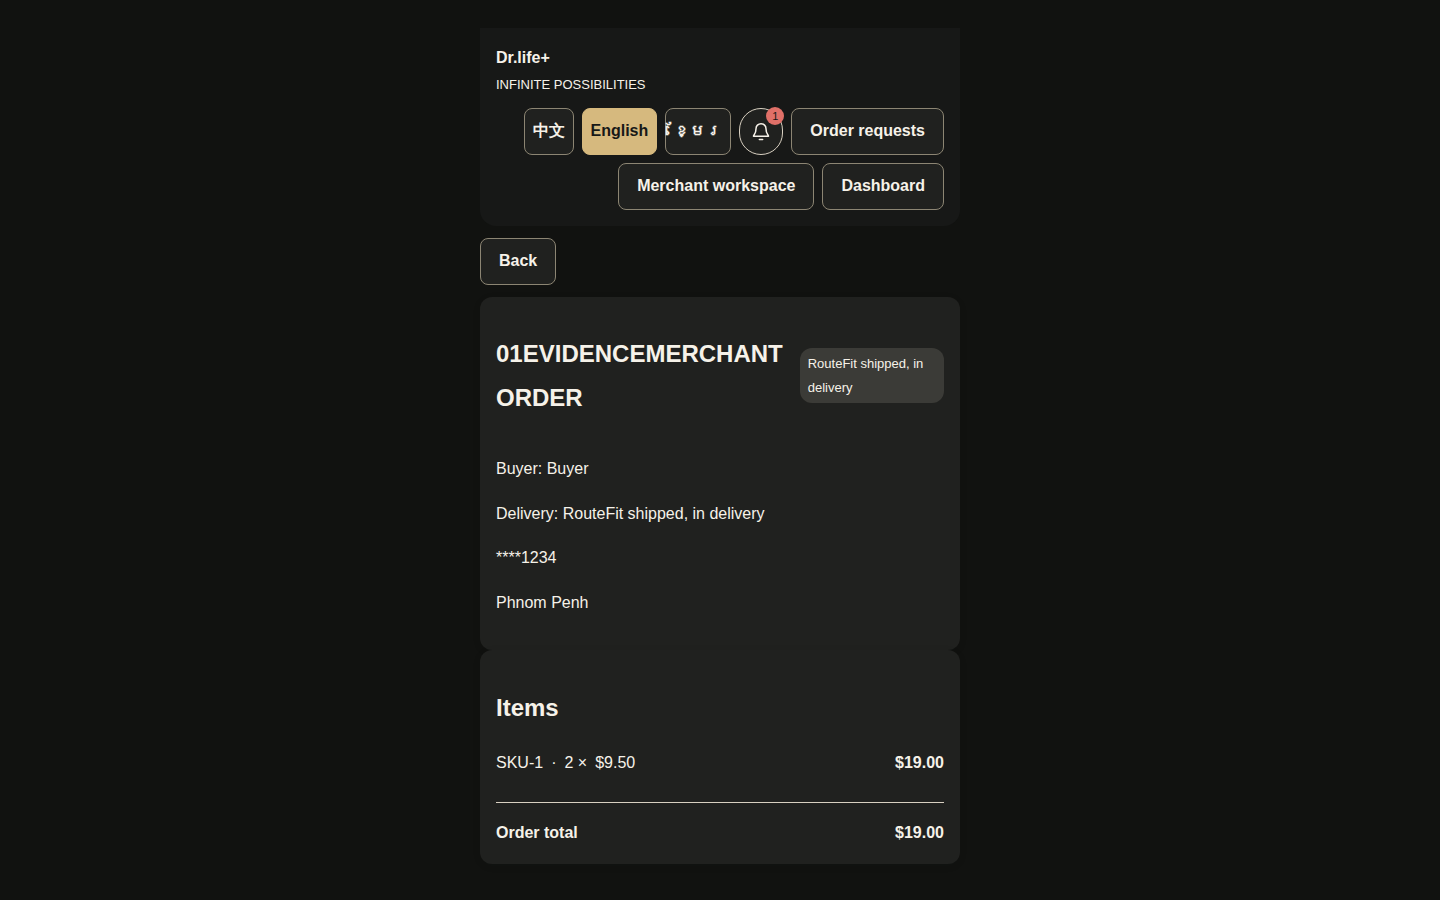 Dr.life+
INFINITE POSSIBILITIES
中文
English
ខ្មែរ
1
Order requests
Merchant workspace
Dashboard
Back
01EVIDENCEMERCHANT
ORDER
RouteFit shipped, in
delivery
Buyer: Buyer
Delivery: RouteFit shipped, in delivery
****1234
Phnom Penh
Items
SKU-1 · 2 × $9.50
$19.00
Order total
$19.00